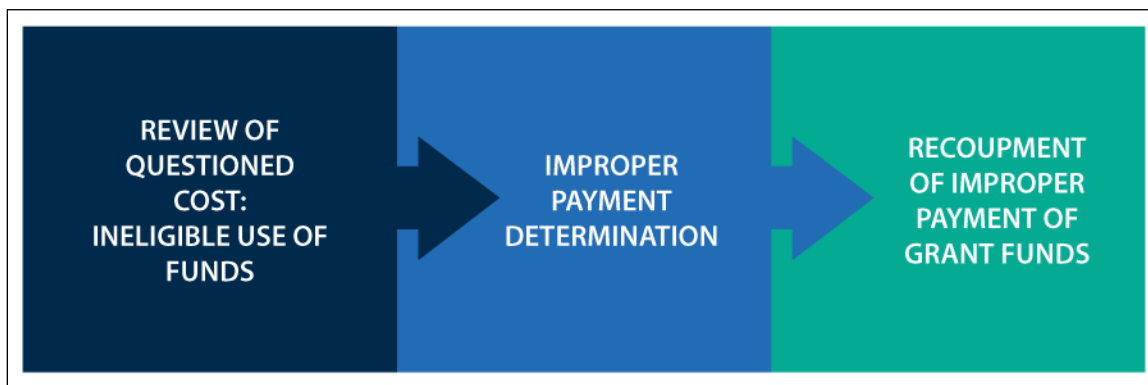 REVIEW OF
QUESTIONED
COST:
INELIGIBLE USE OF
FUNDS
IMPROPER
PAYMENT
DETERMINATION
RECOUPMENT
OF IMPROPER
PAYMENT OF
GRANT FUNDS